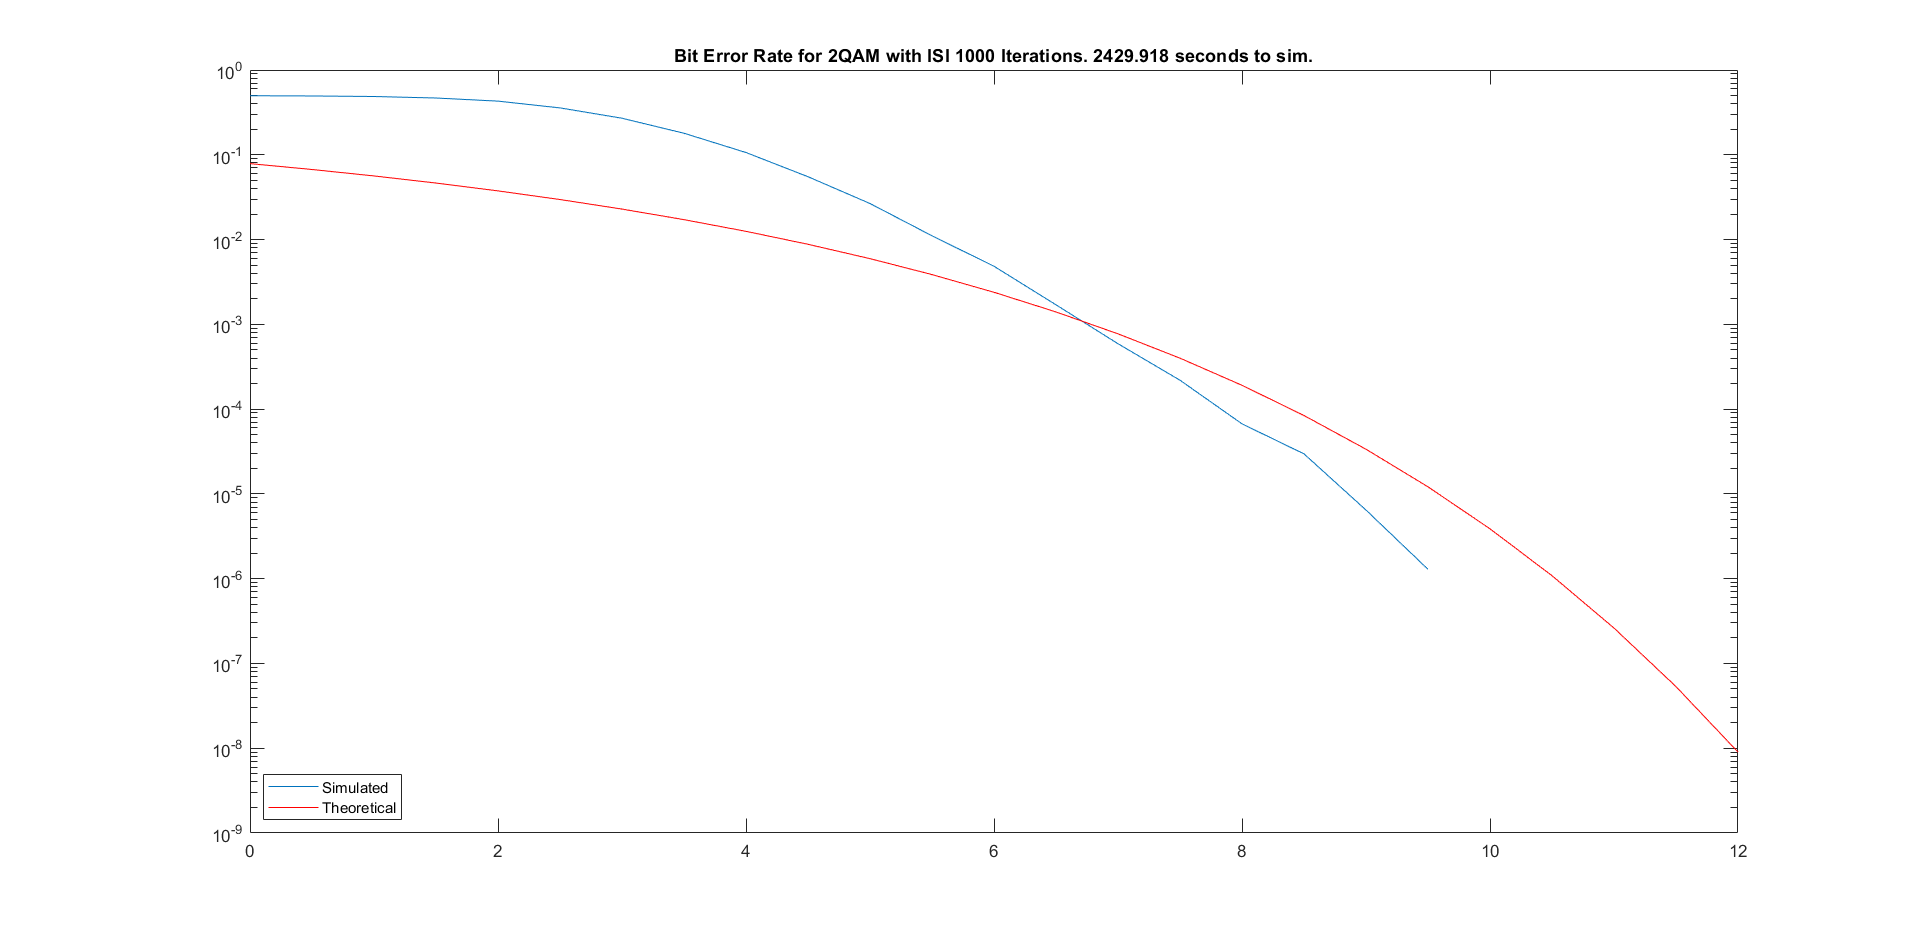 Bit Error Rate for 2QAM with ISI 1000 Iterations. 2429.918 seconds to sim.
10^0
10^-1
10^-2
10^-3
10^-4
10^-5
10^-6
10^-7
10^-8
10^-9
Simulated
Theoretical
0 2 4 6 8 10 12